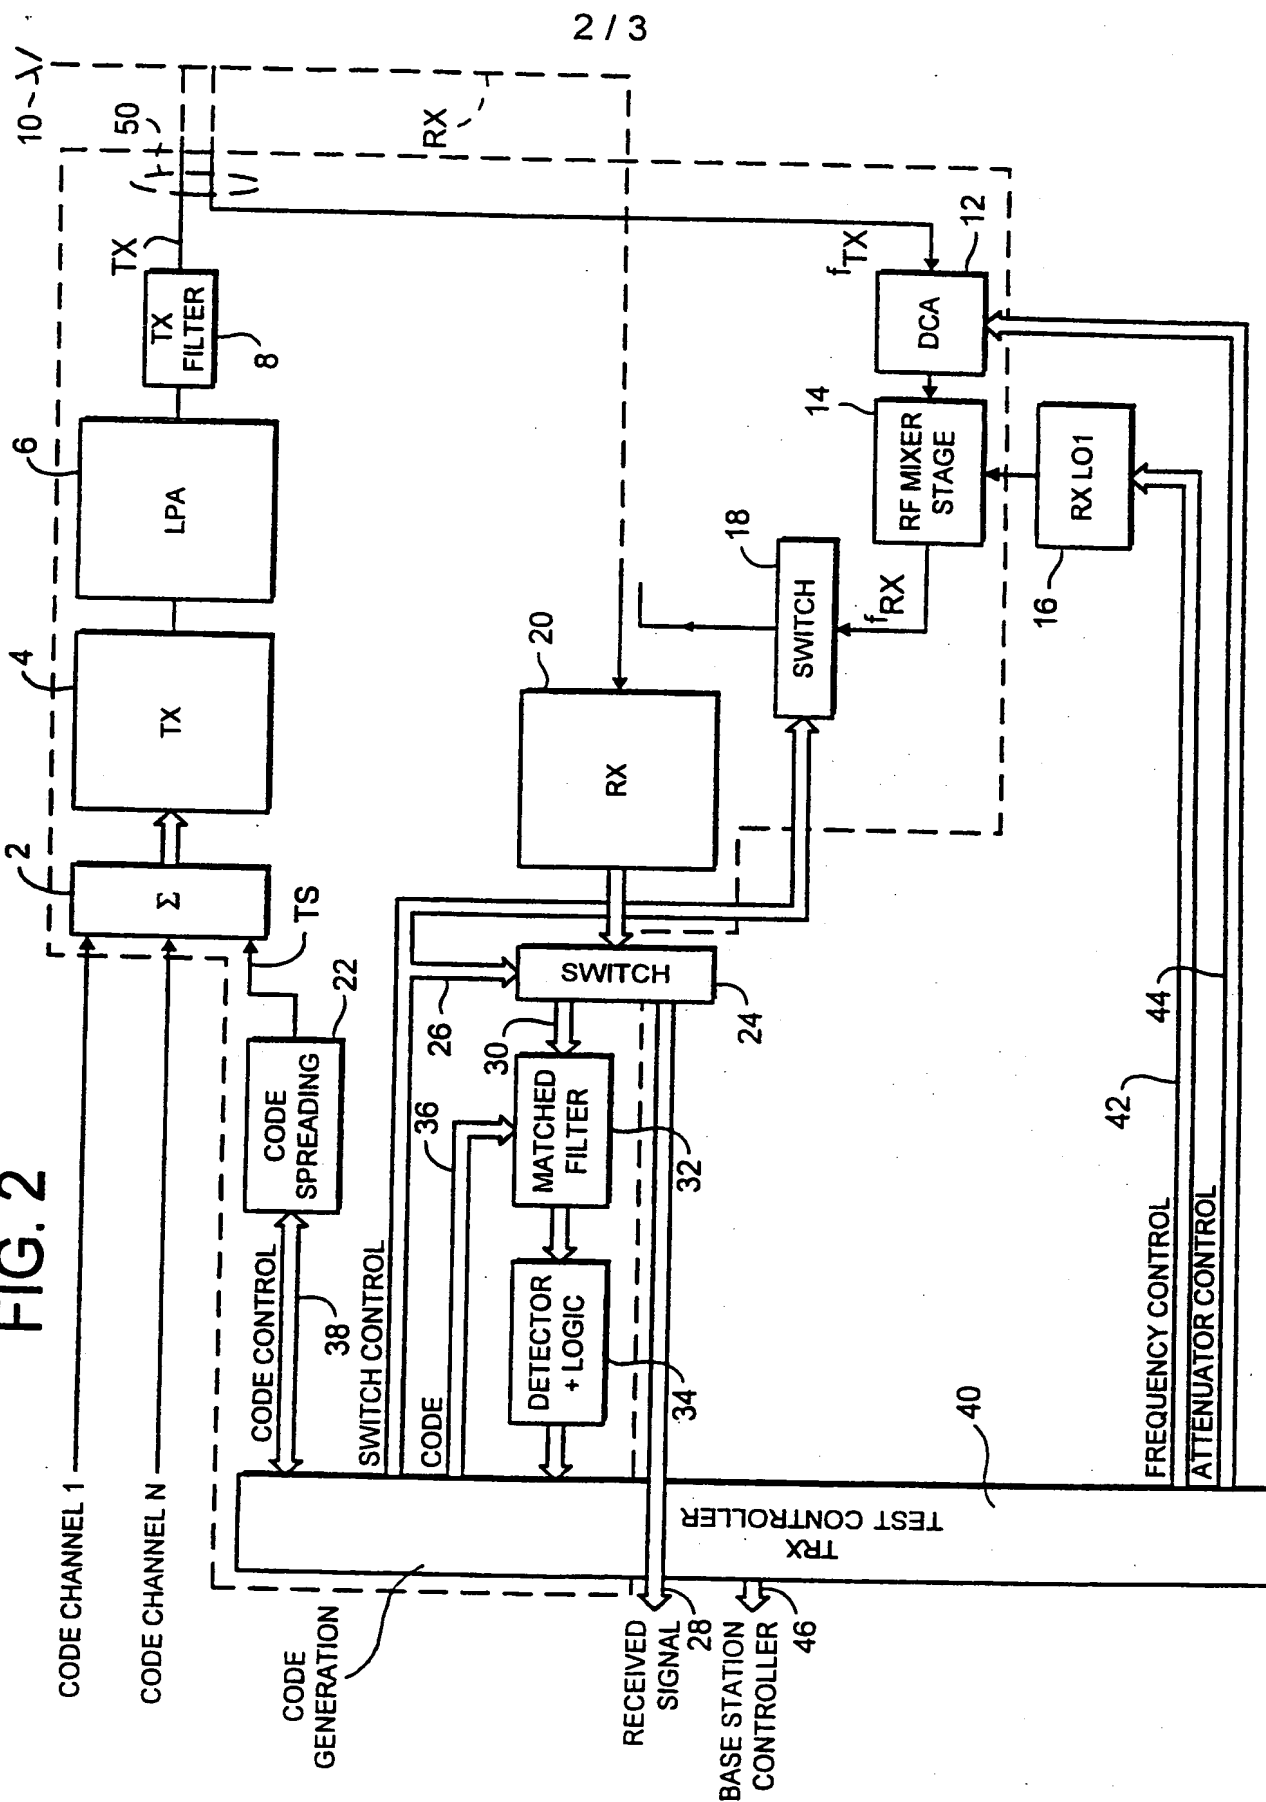 2 / 3
FIG. 2
CODE CHANNEL 1
CODE CHANNEL N
2
Σ
4
TX
6
LPA
TX
FILTER
8
TX
50
10
RX
TS
22
CODE
SPREADING
CODE CONTROL
38
SWITCH CONTROL
CODE
36
26
30
SWITCH
24
20
RX
MATCHED
FILTER
32
DETECTOR
+ LOGIC
34
18
SWITCH
fRX
14
RF MIXER
STAGE
fTX
DCA
12
RX LO1
16
42
44
FREQUENCY CONTROL
ATTENUATOR CONTROL
40
TRX
TEST CONTROLLER
CODE
GENERATION
RECEIVED
SIGNAL
28
BASE STATION
CONTROLLER
46